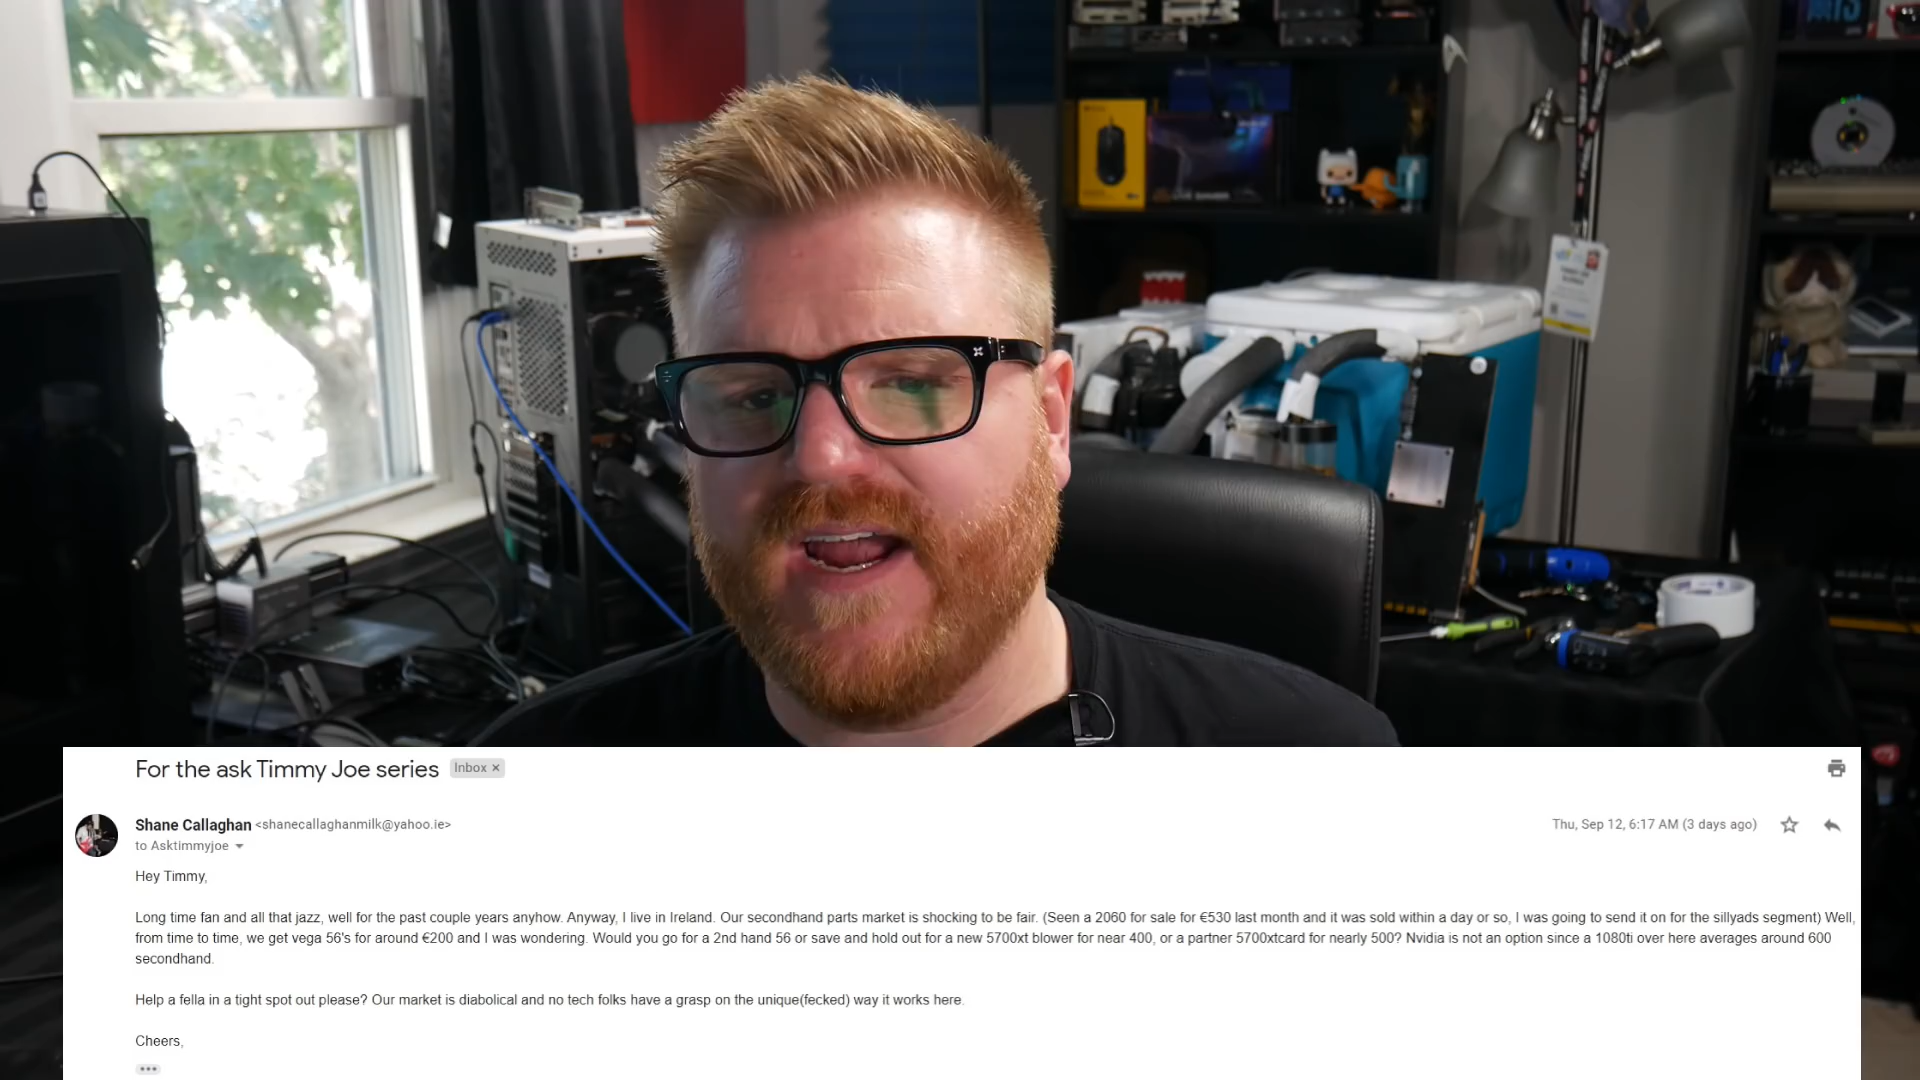 For the ask Timmy Joe series Inbox ×
Shane Callaghan <shanecallaghanmilk@yahoo.ie>
Thu, Sep 12, 6:17 AM (3 days ago)
to Asktimmyjoe
Hey Timmy,
Long time fan and all that jazz, well for the past couple years anyhow. Anyway, I live in Ireland. Our secondhand parts market is shocking to be fair. (Seen a 2060 for sale for €530 last month and it was sold within a day or so, I was going to send it on for the sillyads segment) Well,
from time to time, we get vega 56's for around €200 and I was wondering. Would you go for a 2nd hand 56 or save and hold out for a new 5700xt blower for near 400, or a partner 5700xtcard for nearly 500? Nvidia is not an option since a 1080ti over here averages around 600
secondhand.
Help a fella in a tight spot out please? Our market is diabolical and no tech folks have a grasp on the unique(fecked) way it works here.
Cheers,